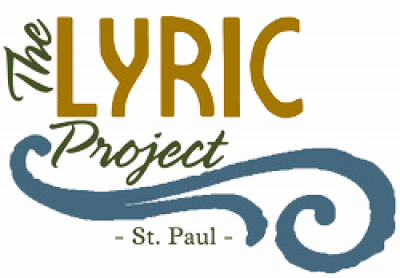 The
LYRIC
Project
- St. Paul -